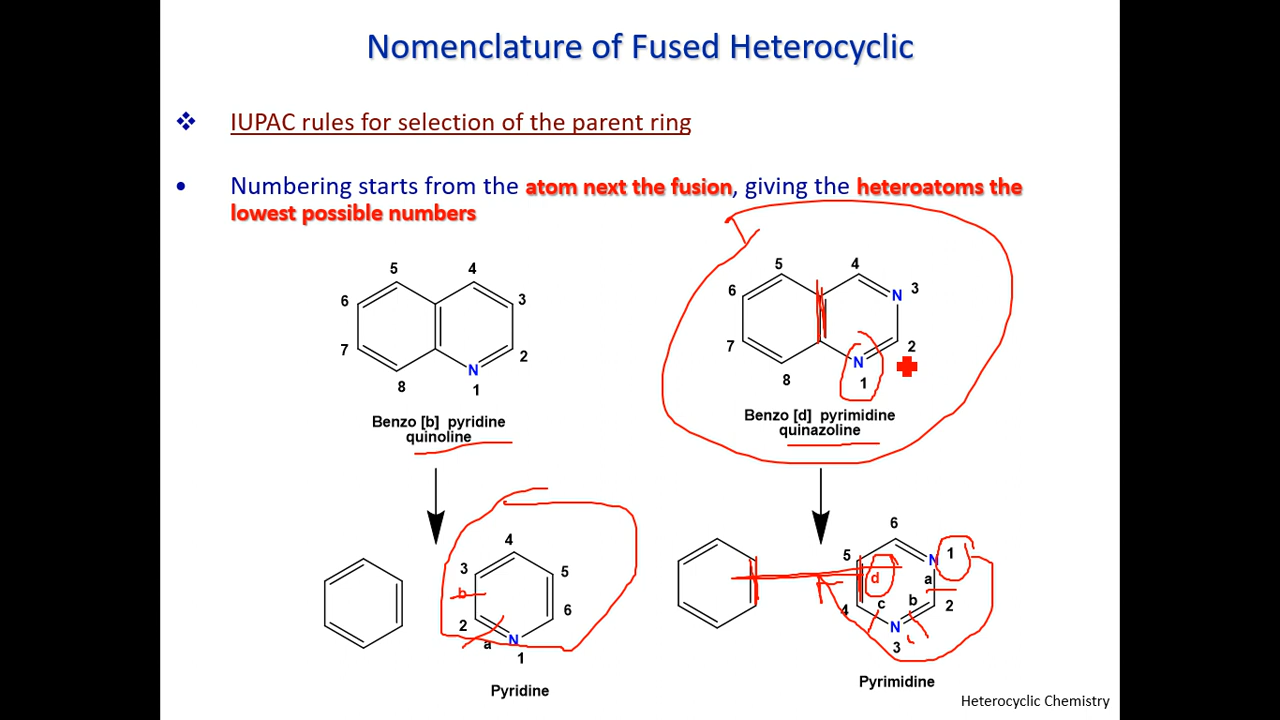 Nomenclature of Fused Heterocyclic
❖ IUPAC rules for selection of the parent ring
• Numbering starts from the atom next the fusion, giving the heteroatoms the
lowest possible numbers
5 4
6 3
7 2
8 N 1
Benzo [b] pyridine
quinoline
5 4
6 N 3
7 2
8 N 1
Benzo [d] pyrimidine
quinazoline
4
3 5
b
2 6
a N
1
Pyridine
6
5 N 1
d a
4 c b 2
N
3
Pyrimidine
Heterocyclic Chemistry